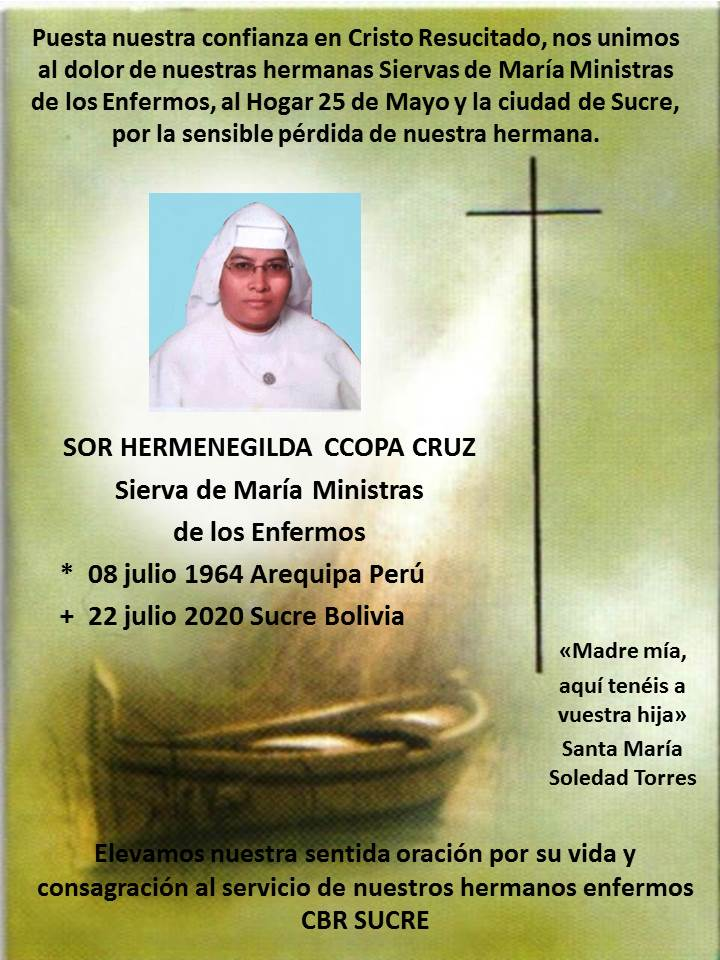 Puesta nuestra confianza en Cristo Resucitado, nos unimos
al dolor de nuestras hermanas Siervas de María Ministras
de los Enfermos, al Hogar 25 de Mayo y la ciudad de Sucre,
por la sensible pérdida de nuestra hermana.
SOR HERMENEGILDA CCOPA CRUZ
Sierva de María Ministras
de los Enfermos
* 08 julio 1964 Arequipa Perú
+ 22 julio 2020 Sucre Bolivia
«Madre mía,
aquí tenéis a
vuestra hija»
Santa María
Soledad Torres
Elevamos nuestra sentida oración por su vida y
consagración al servicio de nuestros hermanos enfermos
CBR SUCRE